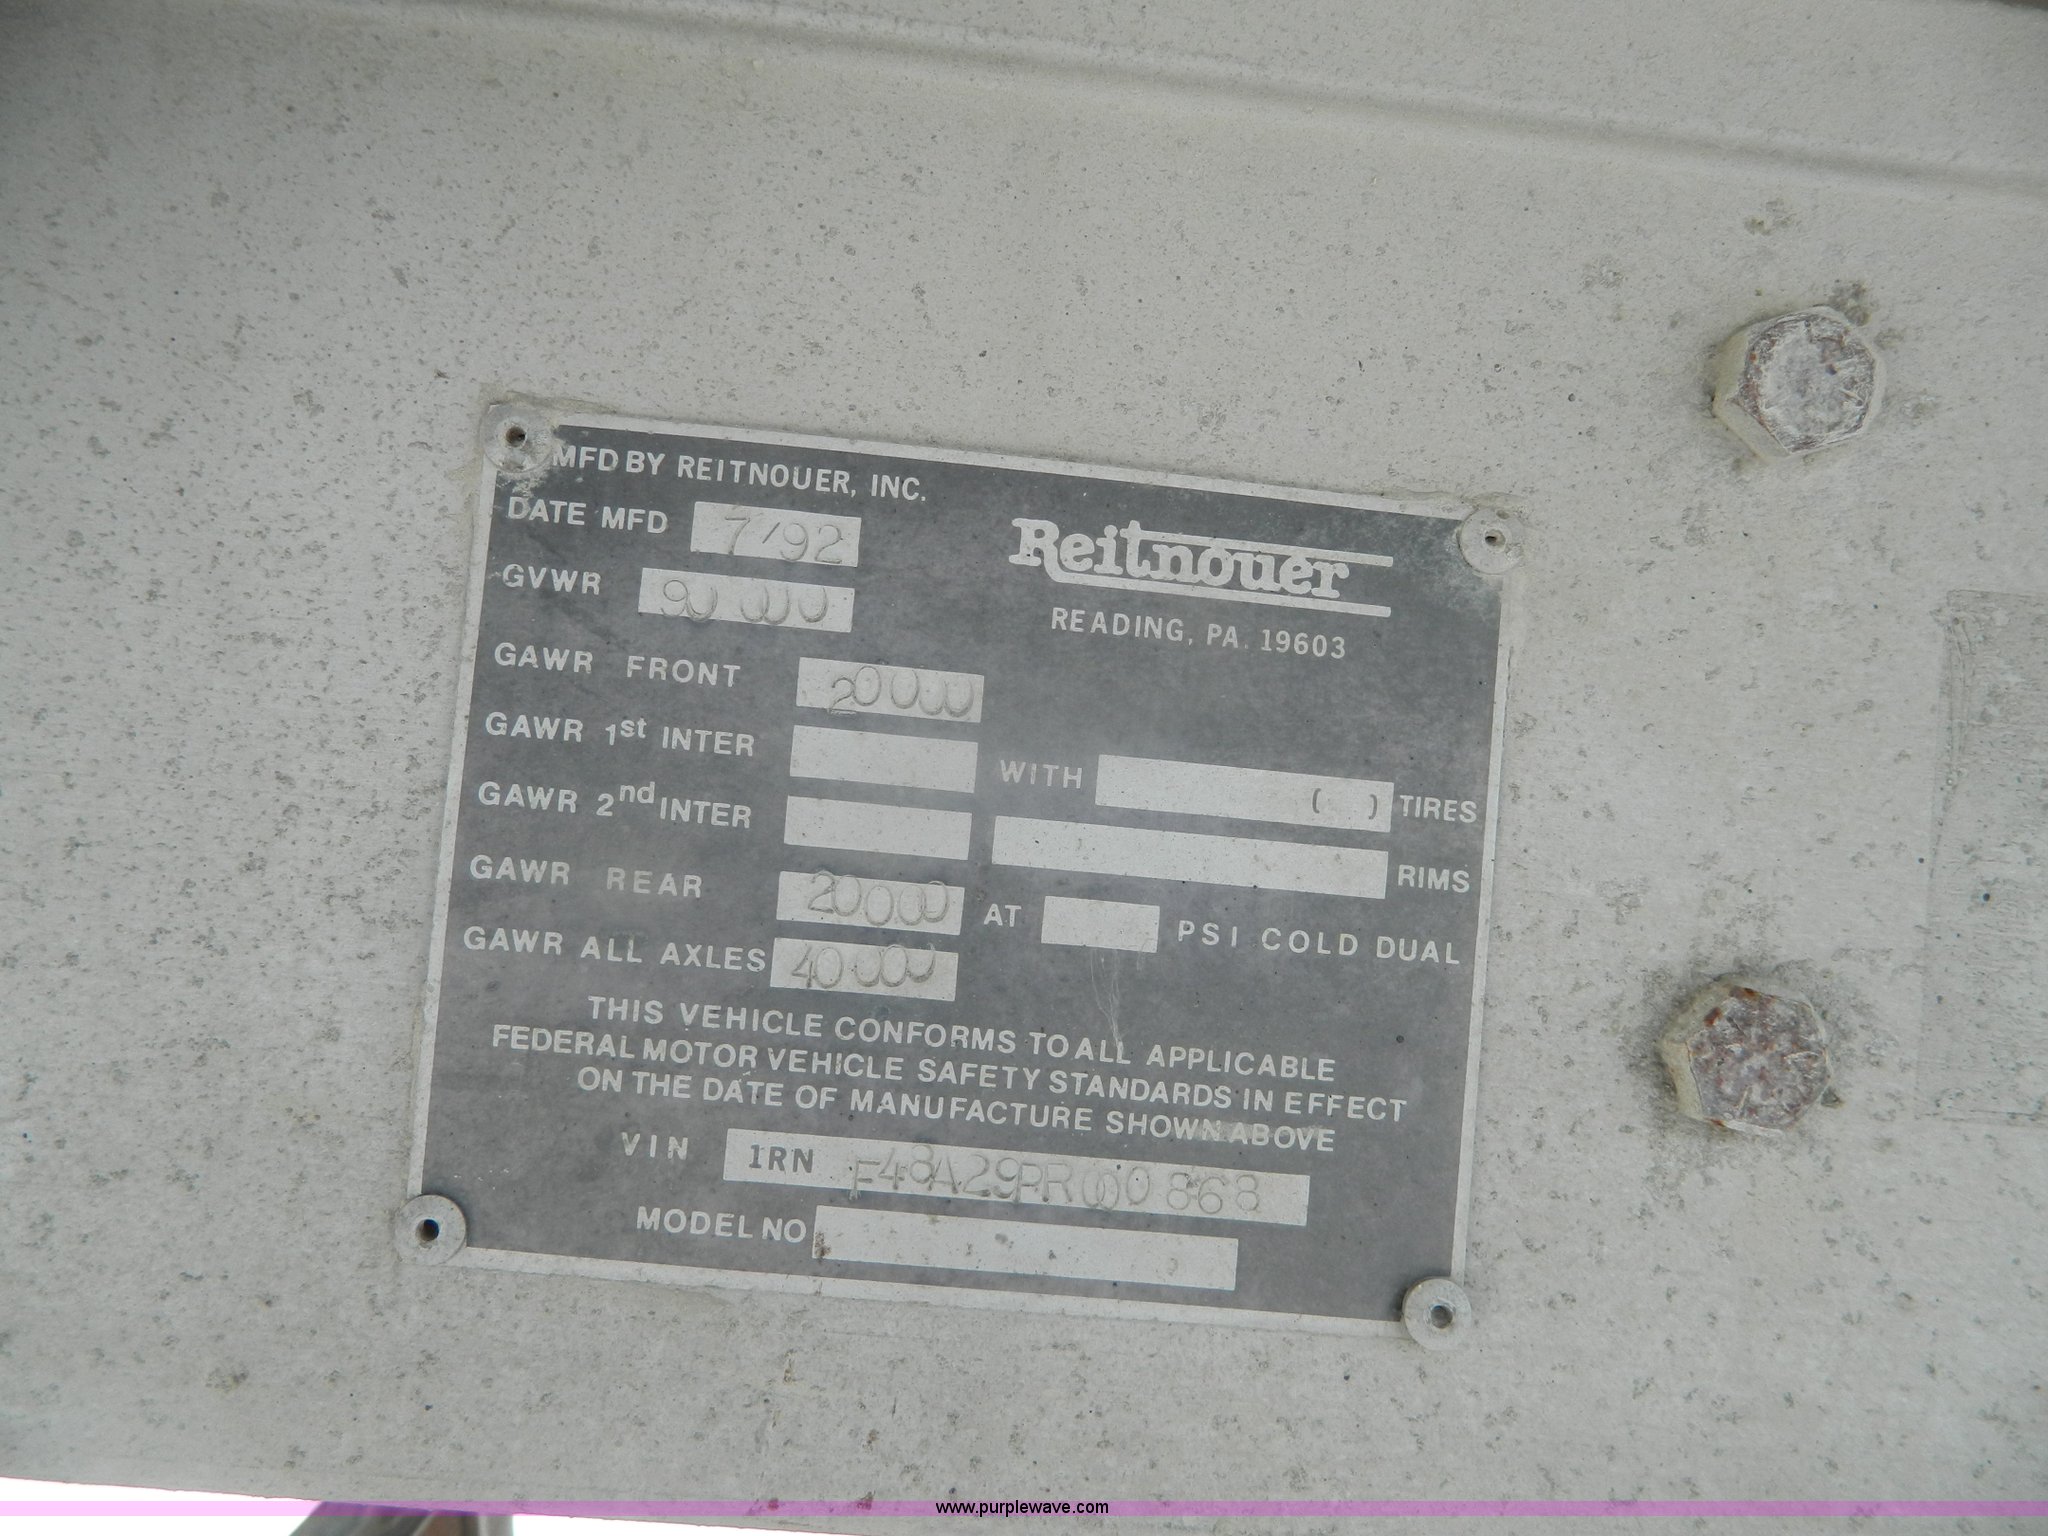 MFD BY REITNOUER, INC.
DATE MFD 7/92
Reitnouer
READING, PA. 19603
GVWR 90000
GAWR FRONT 20000
GAWR 1st INTER
WITH ( ) TIRES
GAWR 2nd INTER
RIMS
GAWR REAR 20000
AT PSI COLD DUAL
GAWR ALL AXLES 40000
THIS VEHICLE CONFORMS TO ALL APPLICABLE
FEDERAL MOTOR VEHICLE SAFETY STANDARDS IN EFFECT
ON THE DATE OF MANUFACTURE SHOWN ABOVE
VIN 1RN F48A29PR000868
MODEL NO
www.purplewave.com